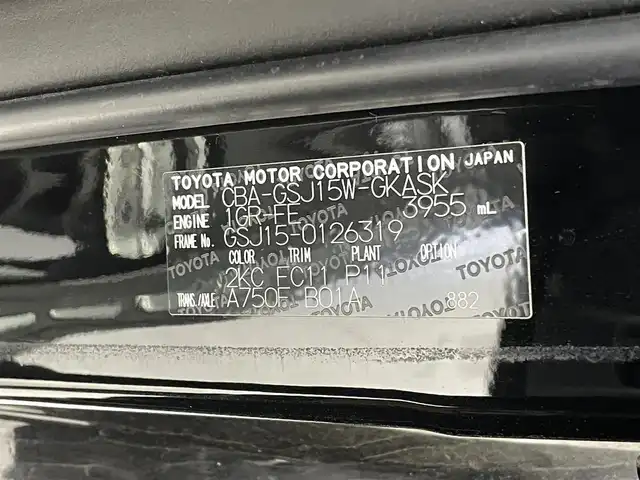 TOYOTA MOTOR CORPORATION JAPAN
MODEL CBA-GSJ15W-GKASK
ENGINE 1GR-FE 3955 mL
FRAME No. GSJ15-0126319
COLOR TRIM PLANT OPTION
2KC EC11 P11
TRANS./AXLE A750F B01A 882